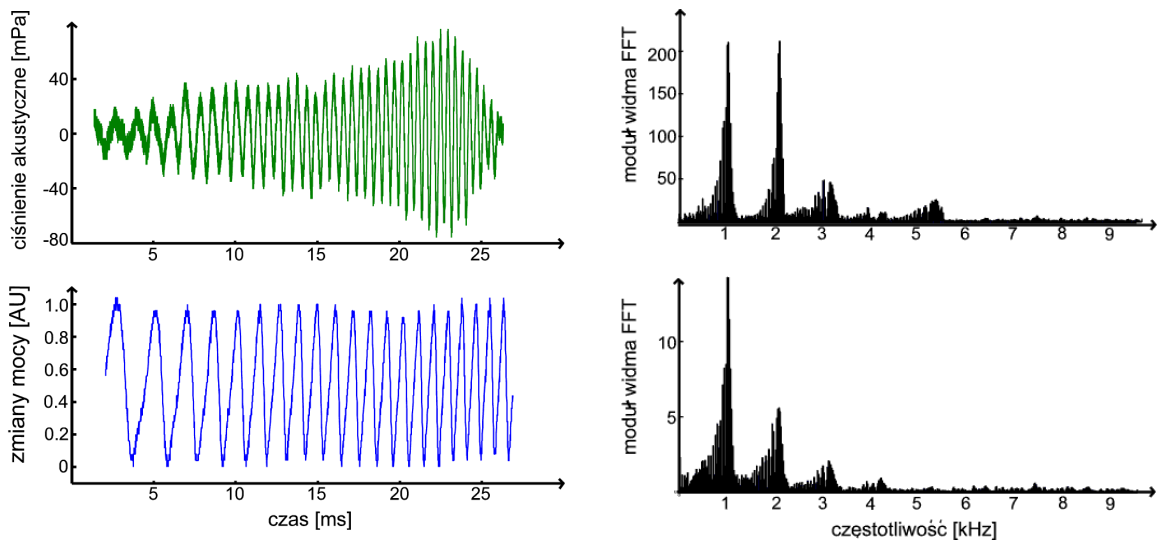 ciśnienie akustyczne [mPa]
40
0
-40
-80
5 10 15 20 25
moduł widma FFT
200
150
100
50
1 2 3 4 5 6 7 8 9
zmiany mocy [AU]
1.0
0.8
0.6
0.4
0.2
0
5 10 15 20 25
czas [ms]
moduł widma FFT
10
5
1 2 3 4 5 6 7 8 9
częstotliwość [kHz]